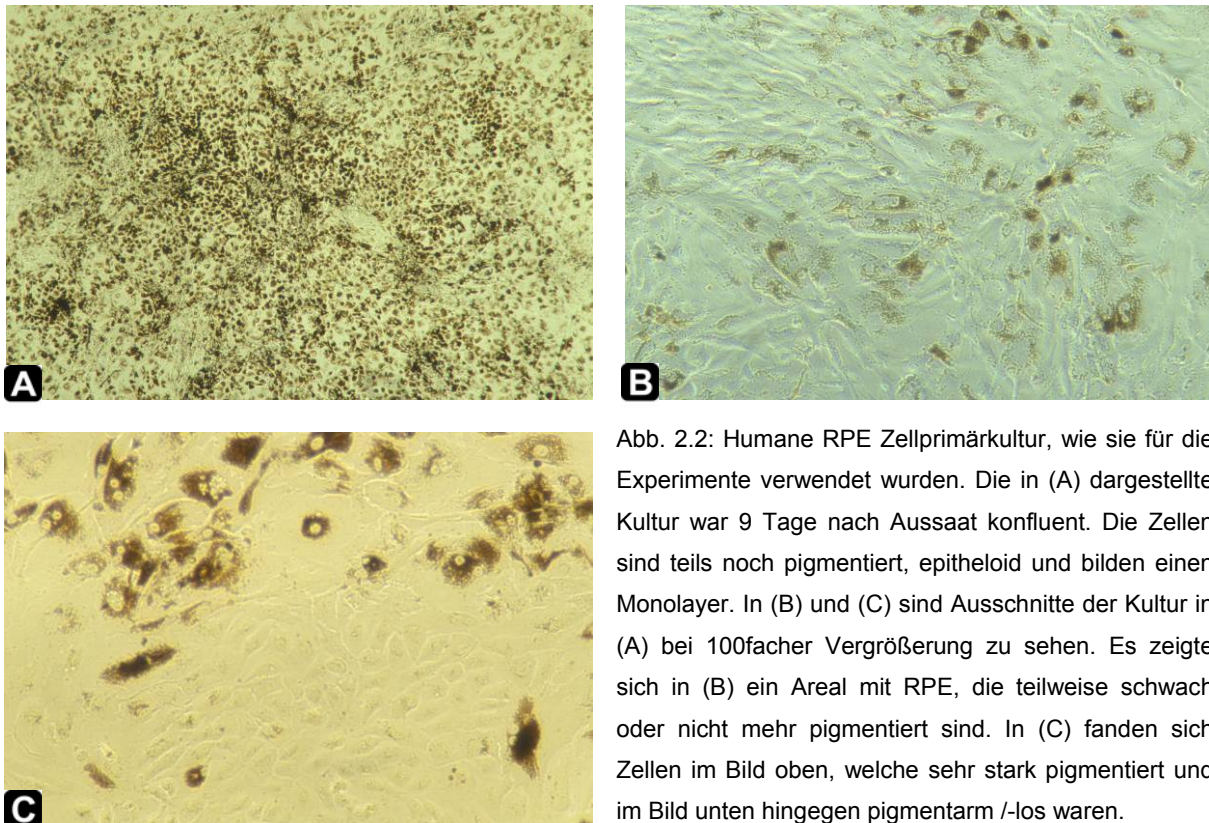 A
B
C
Abb. 2.2: Humane RPE Zellprimärkultur, wie sie für die
Experimente verwendet wurden. Die in (A) dargestellte
Kultur war 9 Tage nach Aussaat konfluent. Die Zellen
sind teils noch pigmentiert, epitheloid und bilden einen
Monolayer. In (B) und (C) sind Ausschnitte der Kultur in
(A) bei 100facher Vergrößerung zu sehen. Es zeigte
sich in (B) ein Areal mit RPE, die teilweise schwach
oder nicht mehr pigmentiert sind. In (C) fanden sich
Zellen im Bild oben, welche sehr stark pigmentiert und
im Bild unten hingegen pigmentarm /-los waren.